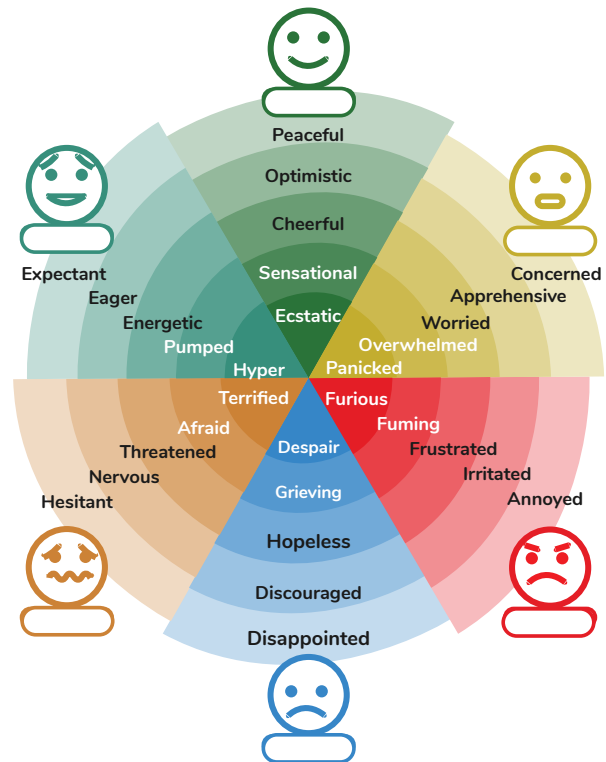 Peaceful
Optimistic
Cheerful
Sensational
Ecstatic
Expectant
Eager
Energetic
Pumped
Hyper
Concerned
Apprehensive
Worried
Overwhelmed
Panicked
Terrified
Afraid
Threatened
Nervous
Hesitant
Furious
Fuming
Frustrated
Irritated
Annoyed
Despair
Grieving
Hopeless
Discouraged
Disappointed